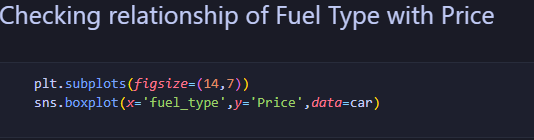 Checking relationship of Fuel Type with Price
plt.subplots(figsize=(14,7))
sns.boxplot(x='fuel_type',y='Price',data=car)